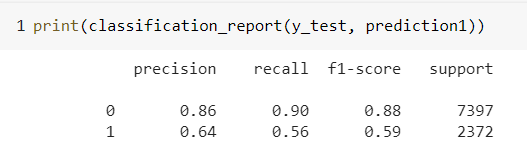 1 print(classification_report(y_test, prediction1))
precision recall f1-score support
0 0.86 0.90 0.88 7397
1 0.64 0.56 0.59 2372